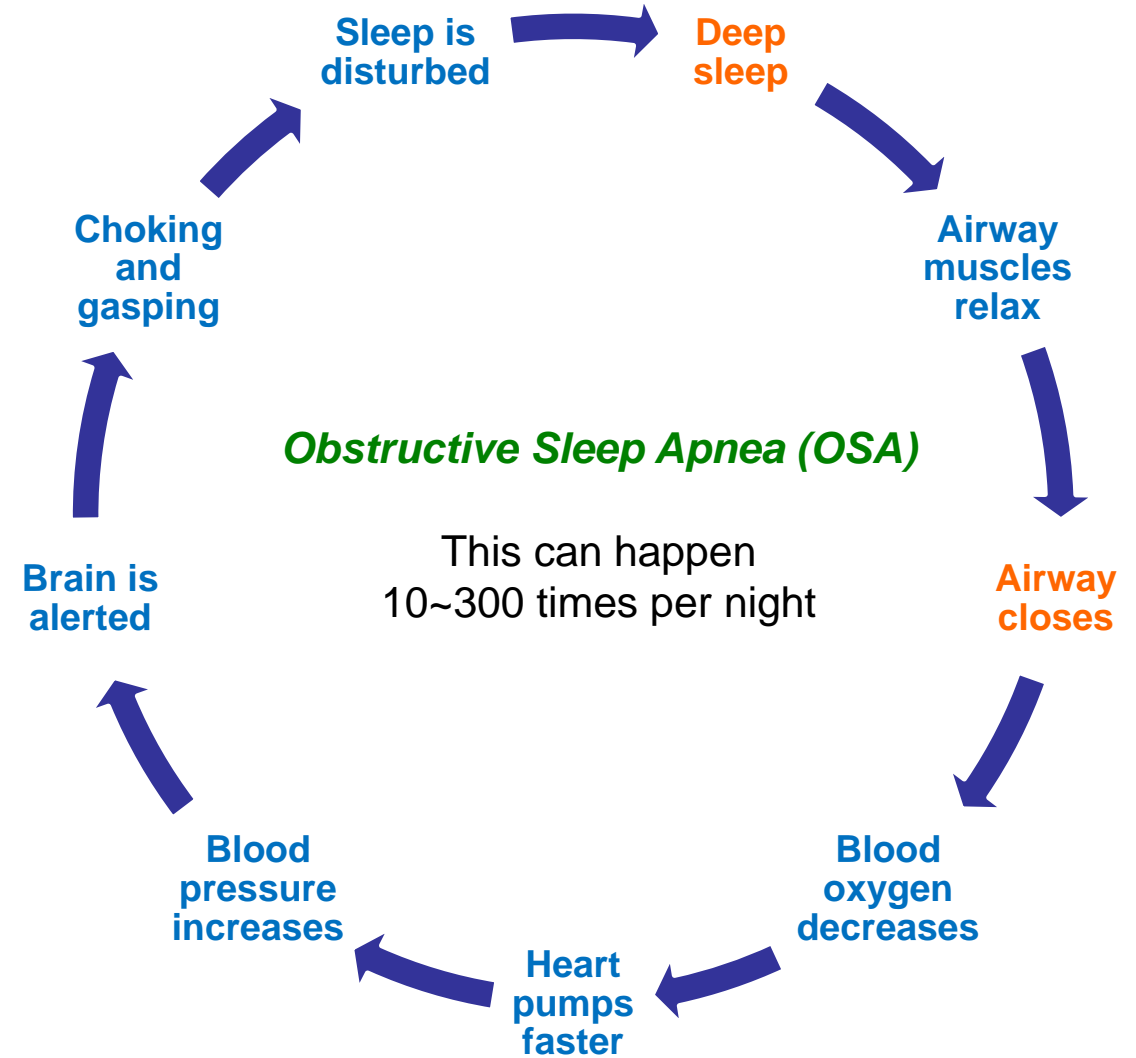 Sleep is
disturbed
Deep
sleep
Airway
muscles
relax
Airway
closes
Blood
oxygen
decreases
Heart
pumps
faster
Blood
pressure
increases
Brain is
alerted
Choking
and
gasping
Obstructive Sleep Apnea (OSA)
This can happen
10~300 times per night